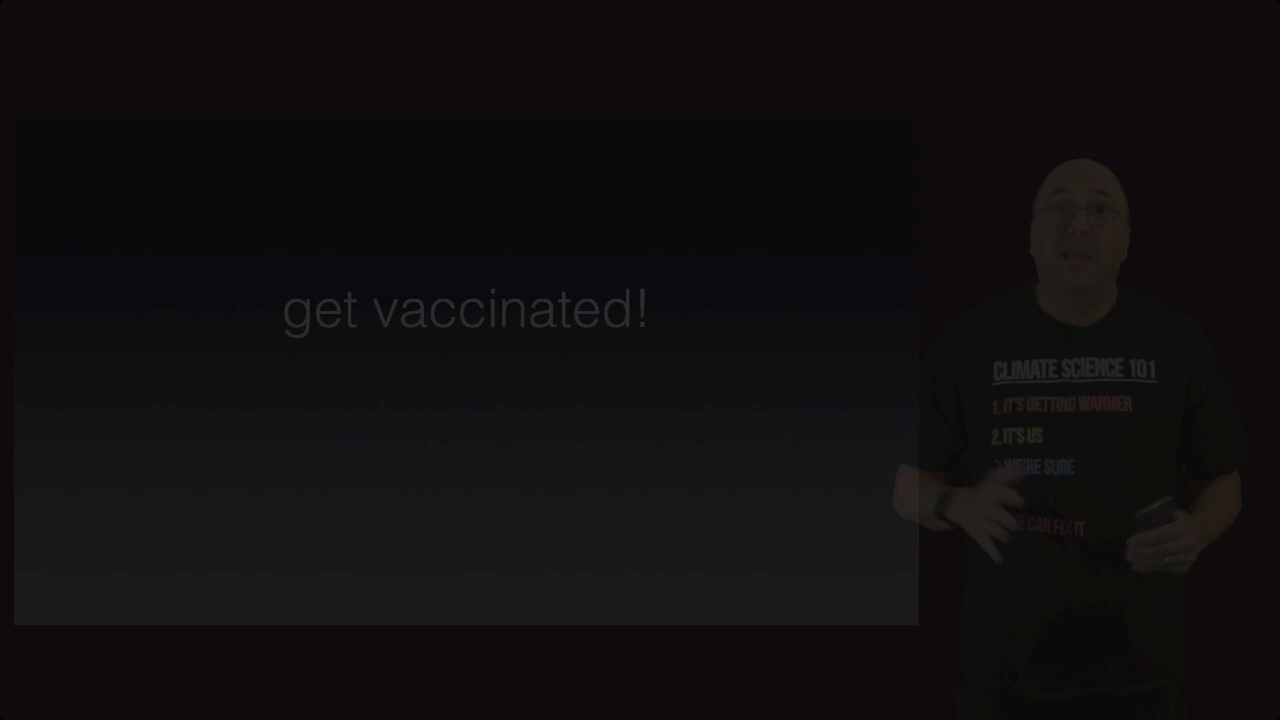 get vaccinated!
CLIMATE SCIENCE 101
1. IT'S GETTING WARMER
2. IT'S US
WE'RE SURE
CAN FIX IT